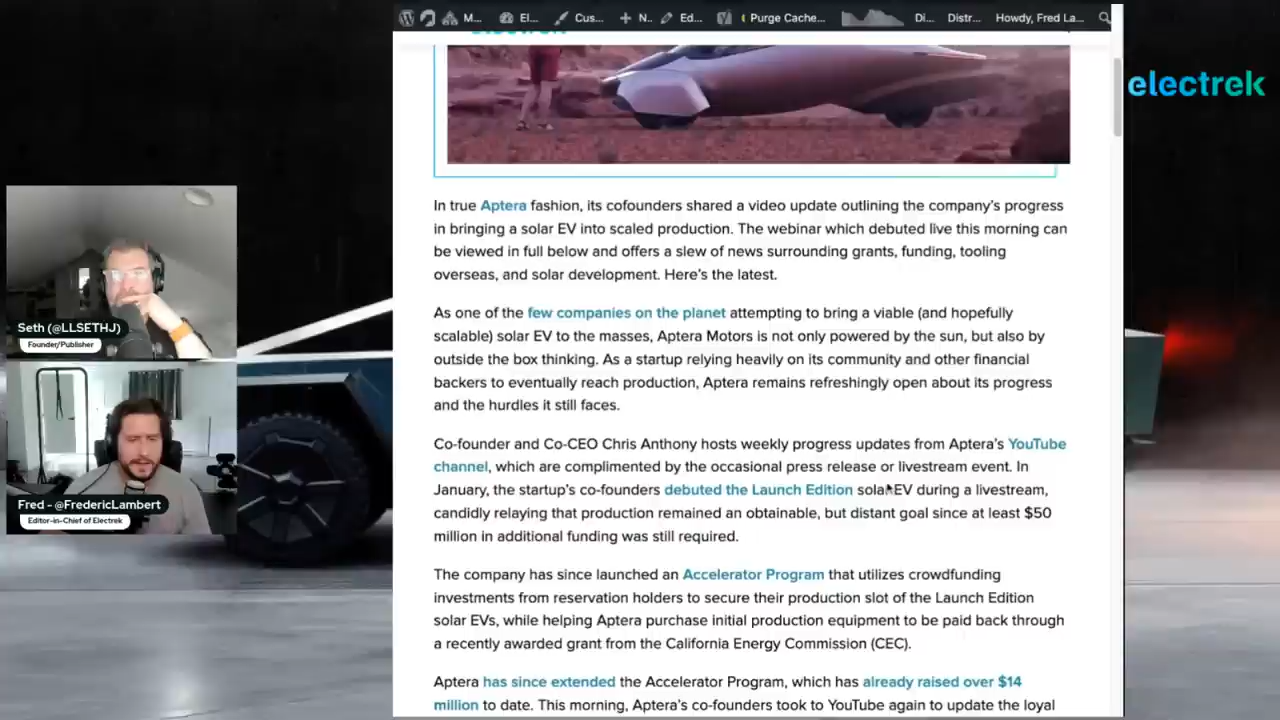 M...
El...
Cus...
N..
Ed...
Purge Cache...
Di...
Distr...
Howdy, Fred La...
electrek
In true Aptera fashion, its cofounders shared a video update outlining the company's progress
in bringing a solar EV into scaled production. The webinar which debuted live this morning can
be viewed in full below and offers a slew of news surrounding grants, funding, tooling
overseas, and solar development. Here's the latest.
As one of the few companies on the planet attempting to bring a viable (and hopefully
scalable) solar EV to the masses, Aptera Motors is not only powered by the sun, but also by
outside the box thinking. As a startup relying heavily on its community and other financial
backers to eventually reach production, Aptera remains refreshingly open about its progress
and the hurdles it still faces.
Co-founder and Co-CEO Chris Anthony hosts weekly progress updates from Aptera's YouTube
channel, which are complimented by the occasional press release or livestream event. In
January, the startup's co-founders debuted the Launch Edition solar EV during a livestream,
candidly relaying that production remained an obtainable, but distant goal since at least $50
million in additional funding was still required.
The company has since launched an Accelerator Program that utilizes crowdfunding
investments from reservation holders to secure their production slot of the Launch Edition
solar EVs, while helping Aptera purchase initial production equipment to be paid back through
a recently awarded grant from the California Energy Commission (CEC).
Aptera has since extended the Accelerator Program, which has already raised over $14
million to date. This morning, Aptera's co-founders took to YouTube again to update the loyal
Seth (@LLSETHJ)
Founder/Publisher
Fred - @FredericLambert
Editor-in-Chief of Electrek